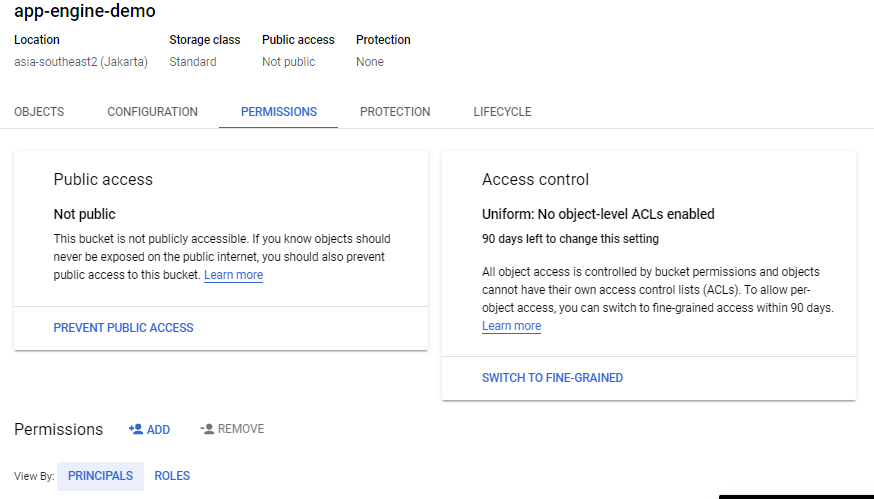 app-engine-demo
Location Storage class Public access Protection
asia-southeast2 (Jakarta) Standard Not public None
OBJECTS CONFIGURATION PERMISSIONS PROTECTION LIFECYCLE
Public access
Not public
This bucket is not publicly accessible. If you know objects should
never be exposed on the public internet, you should also prevent
public access to this bucket. Learn more
PREVENT PUBLIC ACCESS
Access control
Uniform: No object-level ACLs enabled
90 days left to change this setting
All object access is controlled by bucket permissions and objects
cannot have their own access control lists (ACLs). To allow per-
object access, you can switch to fine-grained access within 90 days.
Learn more
SWITCH TO FINE-GRAINED
Permissions ADD REMOVE
View By: PRINCIPALS ROLES